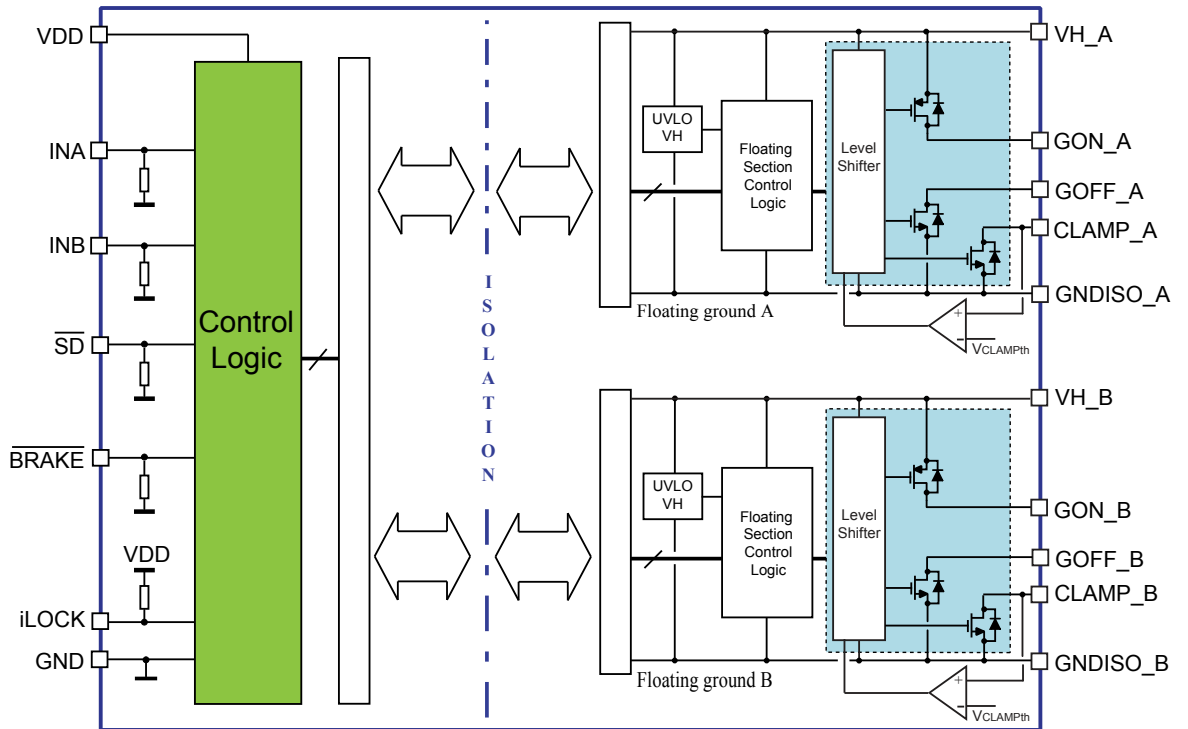 VDD
INA
INB
SD
BRAKE
VDD
iLOCK
GND
Control
Logic
ISOLATION
UVLO
VH
Floating
Section
Control
Logic
Level
Shifter
Floating ground A
+
-
VCLAMPth
VH_A
GON_A
GOFF_A
CLAMP_A
GNDISO_A
UVLO
VH
Floating
Section
Control
Logic
Level
Shifter
Floating ground B
+
-
VCLAMPth
VH_B
GON_B
GOFF_B
CLAMP_B
GNDISO_B